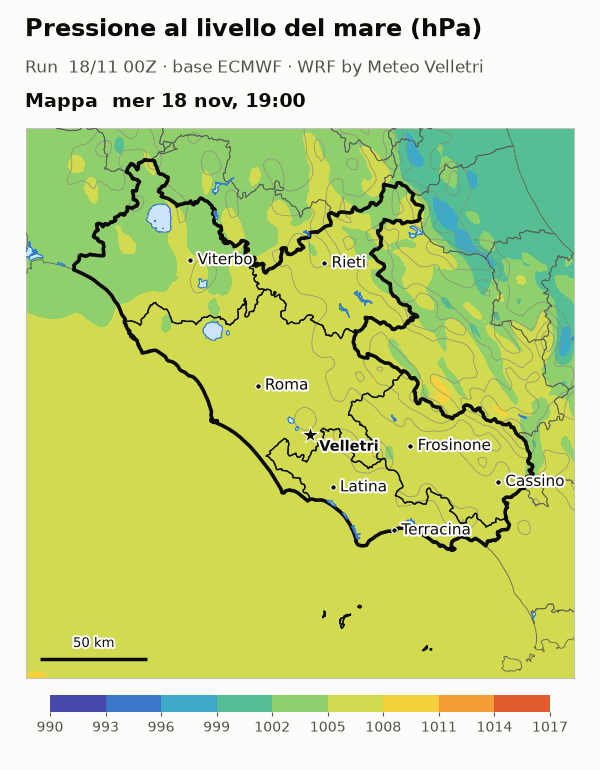 Pressione al livello del mare (hPa)
Run 18/11 00Z · base ECMWF · WRF by Meteo Velletri
Mappa mer 18 nov, 19:00
Viterbo
Rieti
Roma
Velletri
Frosinone
Latina
Cassino
Terracina
50 km
990 993 996 999 1002 1005 1008 1011 1014 1017